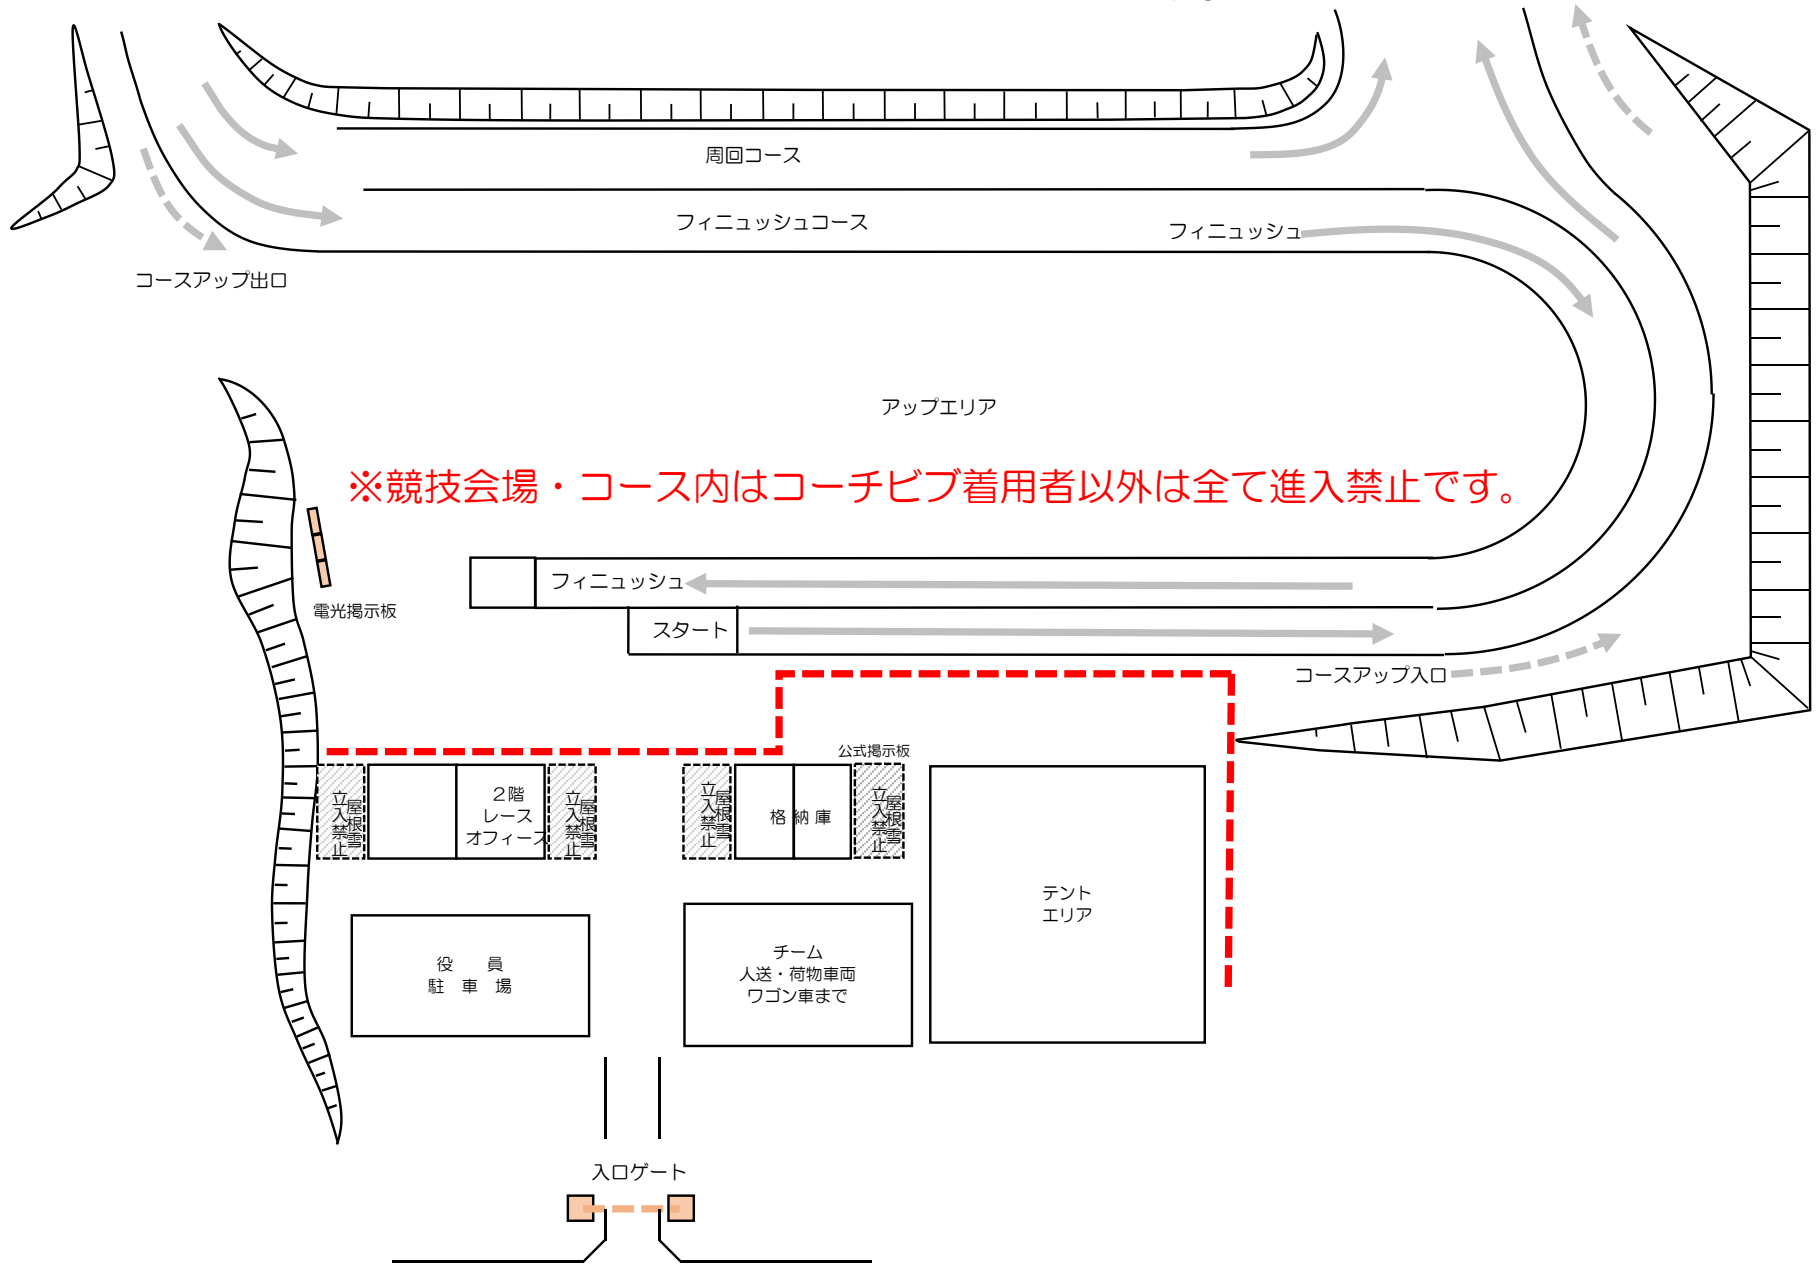 周回コース
フィニュッシュコース
フィニュッシュ
コースアップ出口
アップエリア
※競技会場・コース内はコーチビブ着用者以外は全て進入禁止です。
フィニュッシュ
電光掲示板
スタート
コースアップ入口
公式掲示板
屋根雪
立入禁止
２階
レース
オフィース
屋根雪
立入禁止
屋根雪
立入禁止
格納庫
屋根雪
立入禁止
テント
エリア
役　員
駐　車　場
チーム
人送・荷物車両
ワゴン車まで
入口ゲート